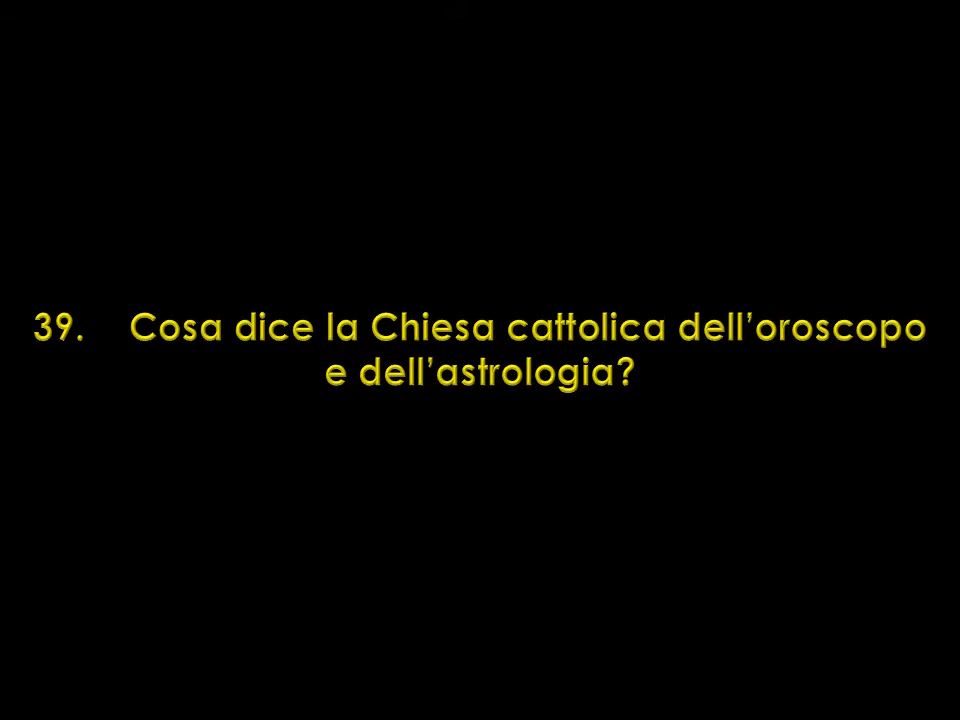 39. Cosa dice la Chiesa cattolica dell’oroscopo
e dell’astrologia?